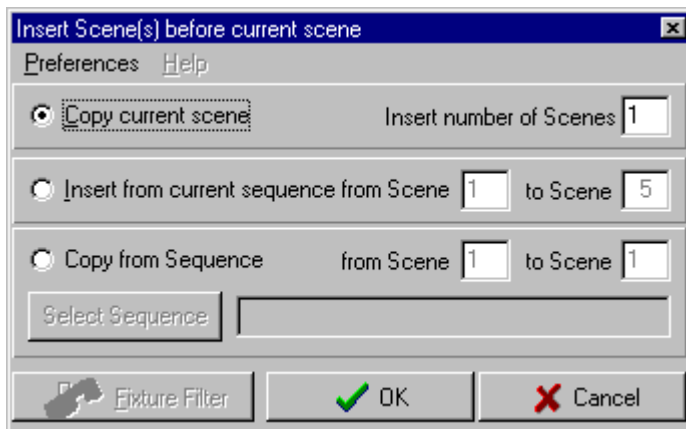 Insert Scene(s) before current scene
Preferences Help
Copy current scene Insert number of Scenes 1
Insert from current sequence from Scene 1 to Scene 5
Copy from Sequence from Scene 1 to Scene 1
Select Sequence
Fixture Filter OK Cancel